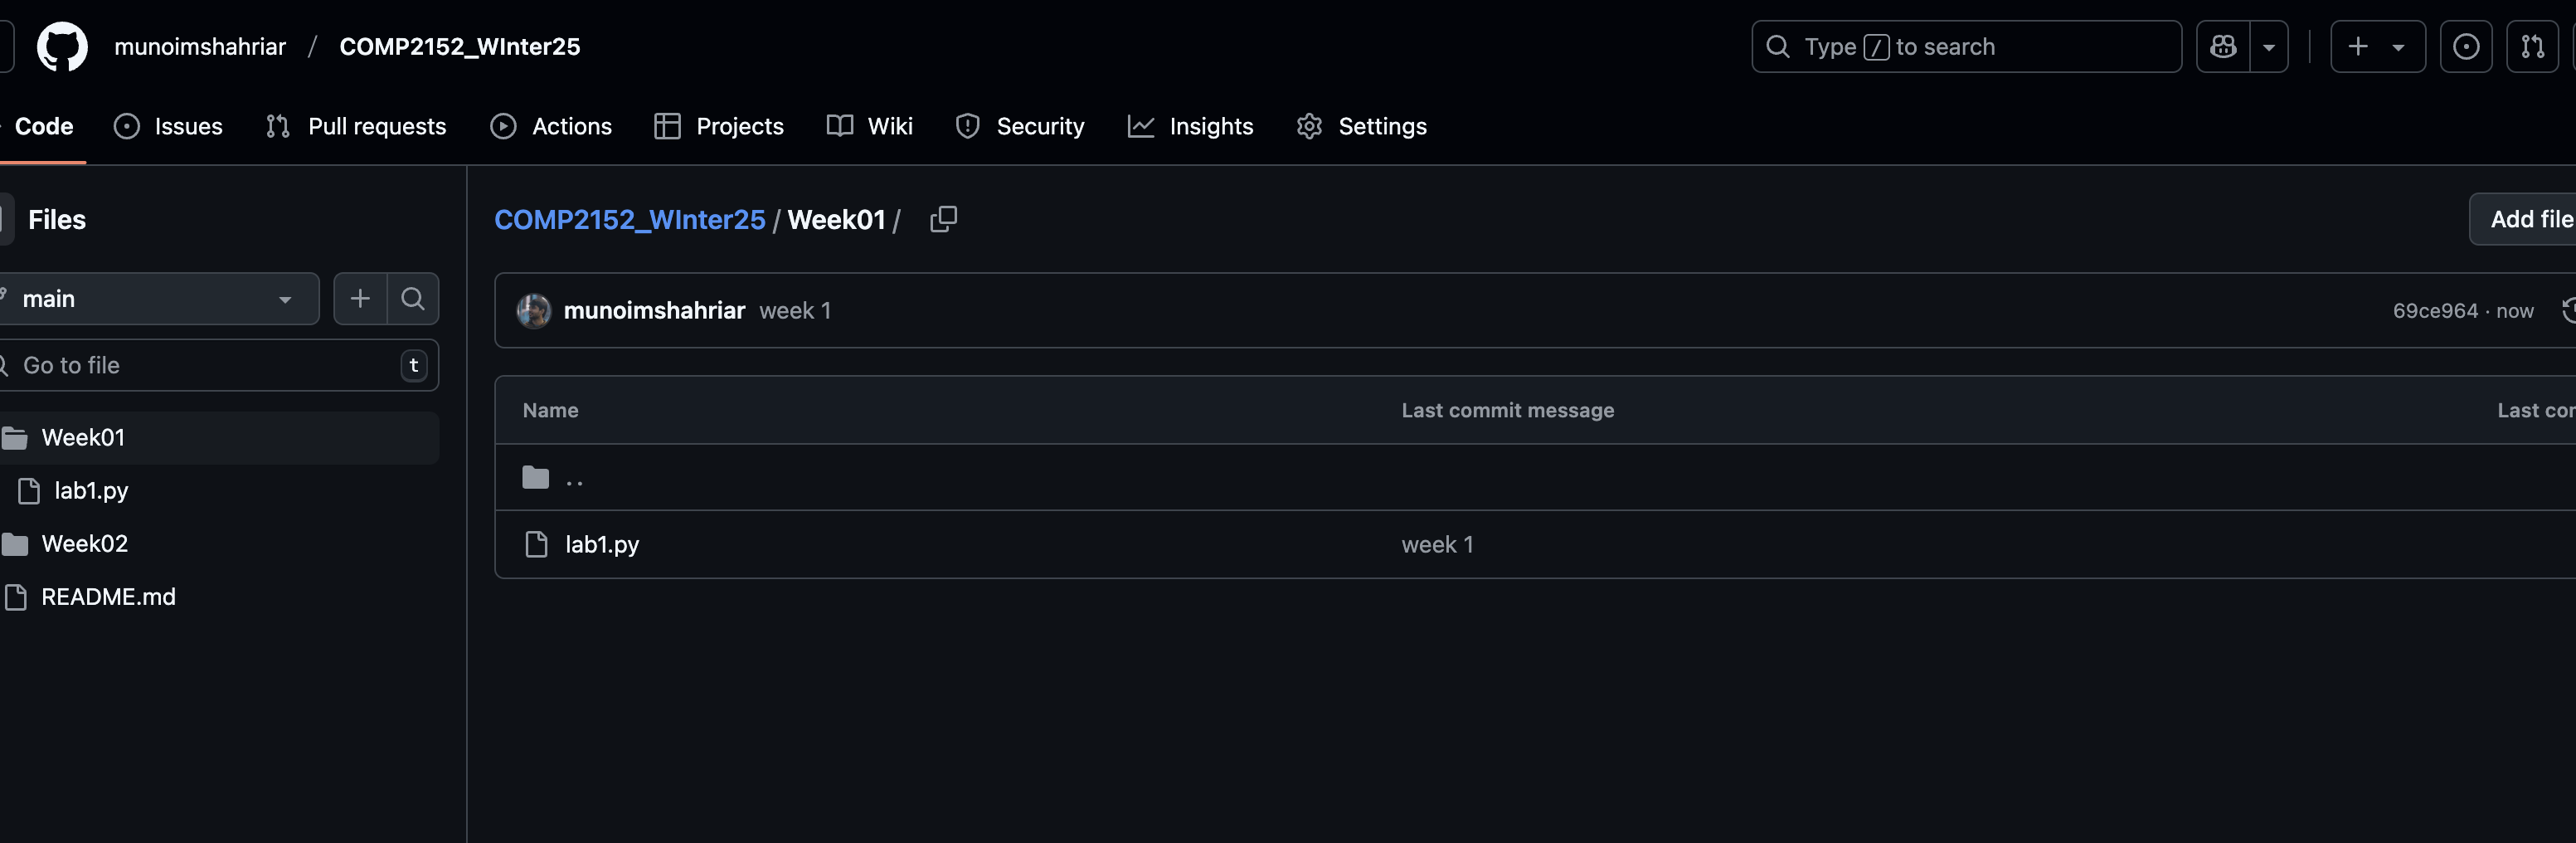 munoimshahriar / COMP2152_WInter25
Type / to search
Code Issues Pull requests Actions Projects Wiki Security Insights Settings
Files
COMP2152_WInter25 / Week01 /
Add file
main
munoimshahriar week 1
69ce964 · now
Go to file t
Name Last commit message Last
Week01
..
lab1.py
lab1.py week 1
Week02
README.md